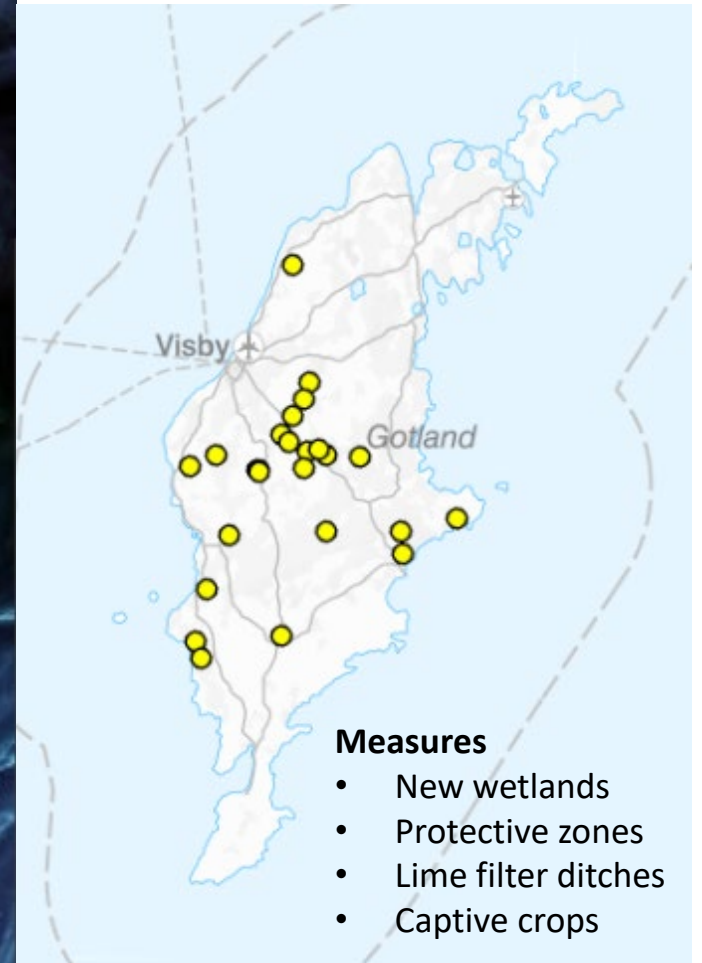 Visby
Gotland
Measures
• New wetlands
• Protective zones
• Lime filter ditches
• Captive crops